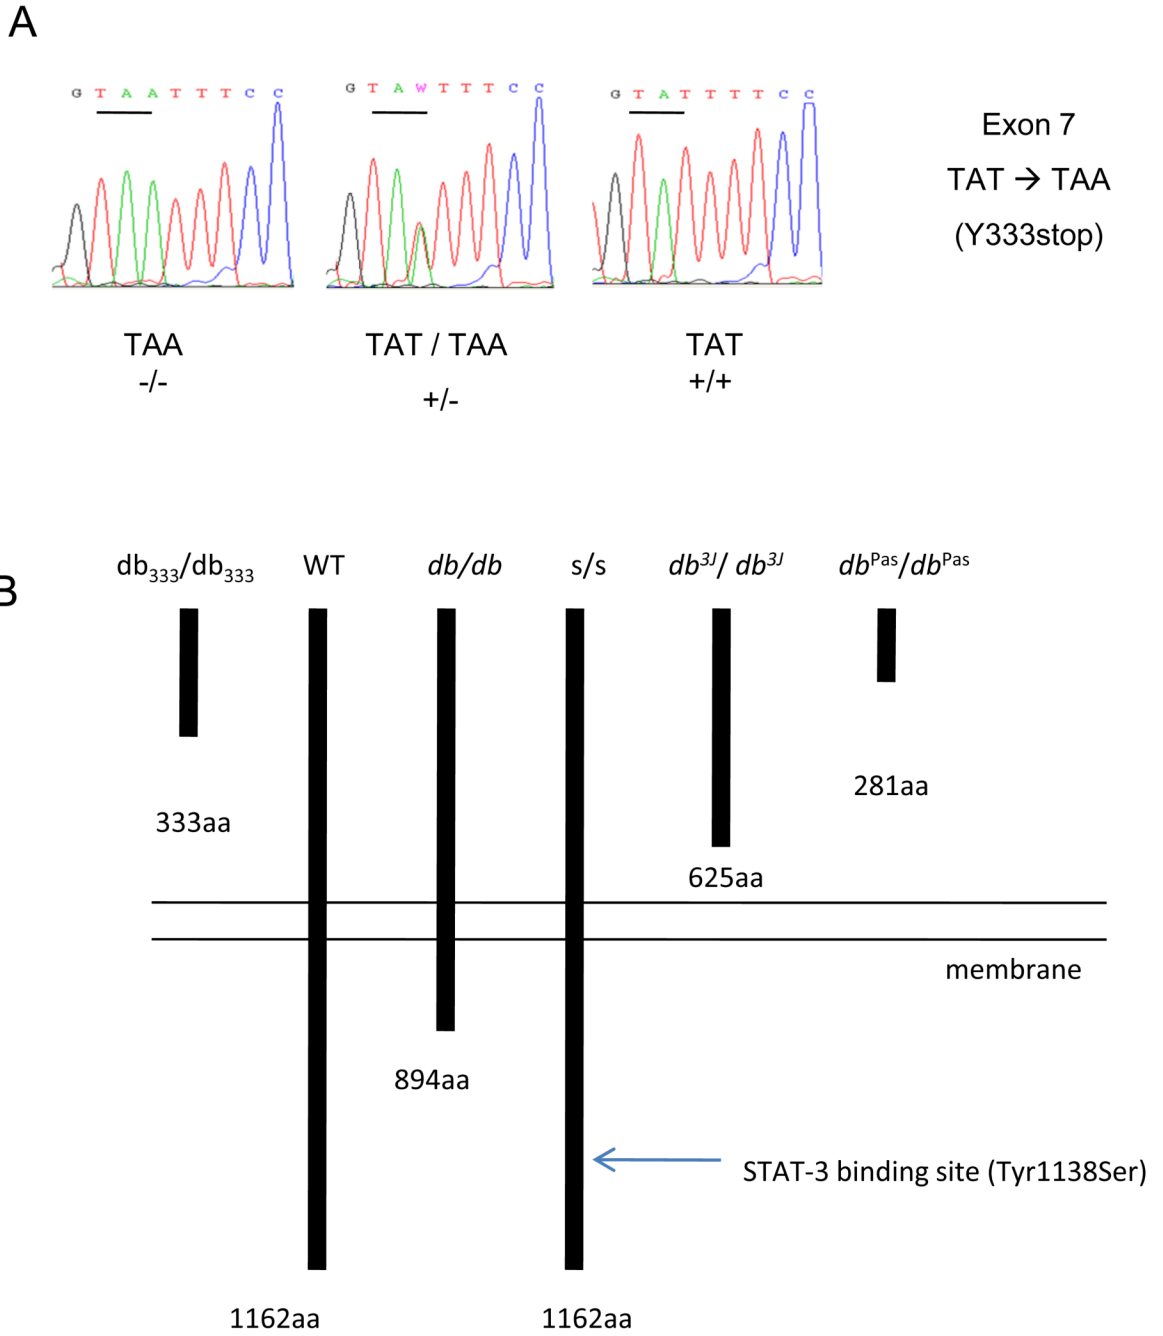 A
G T A A T T T C C
G T A W T T T C C
G T A T T T T C C
Exon 7
TAT → TAA
(Y333stop)
TAA
-/-
TAT / TAA
+/-
TAT
+/+
B
db333/db333
WT
db/db
s/s
db3J/ db3J
dbPas/dbPas
333aa
281aa
625aa
membrane
894aa
STAT-3 binding site (Tyr1138Ser)
1162aa
1162aa